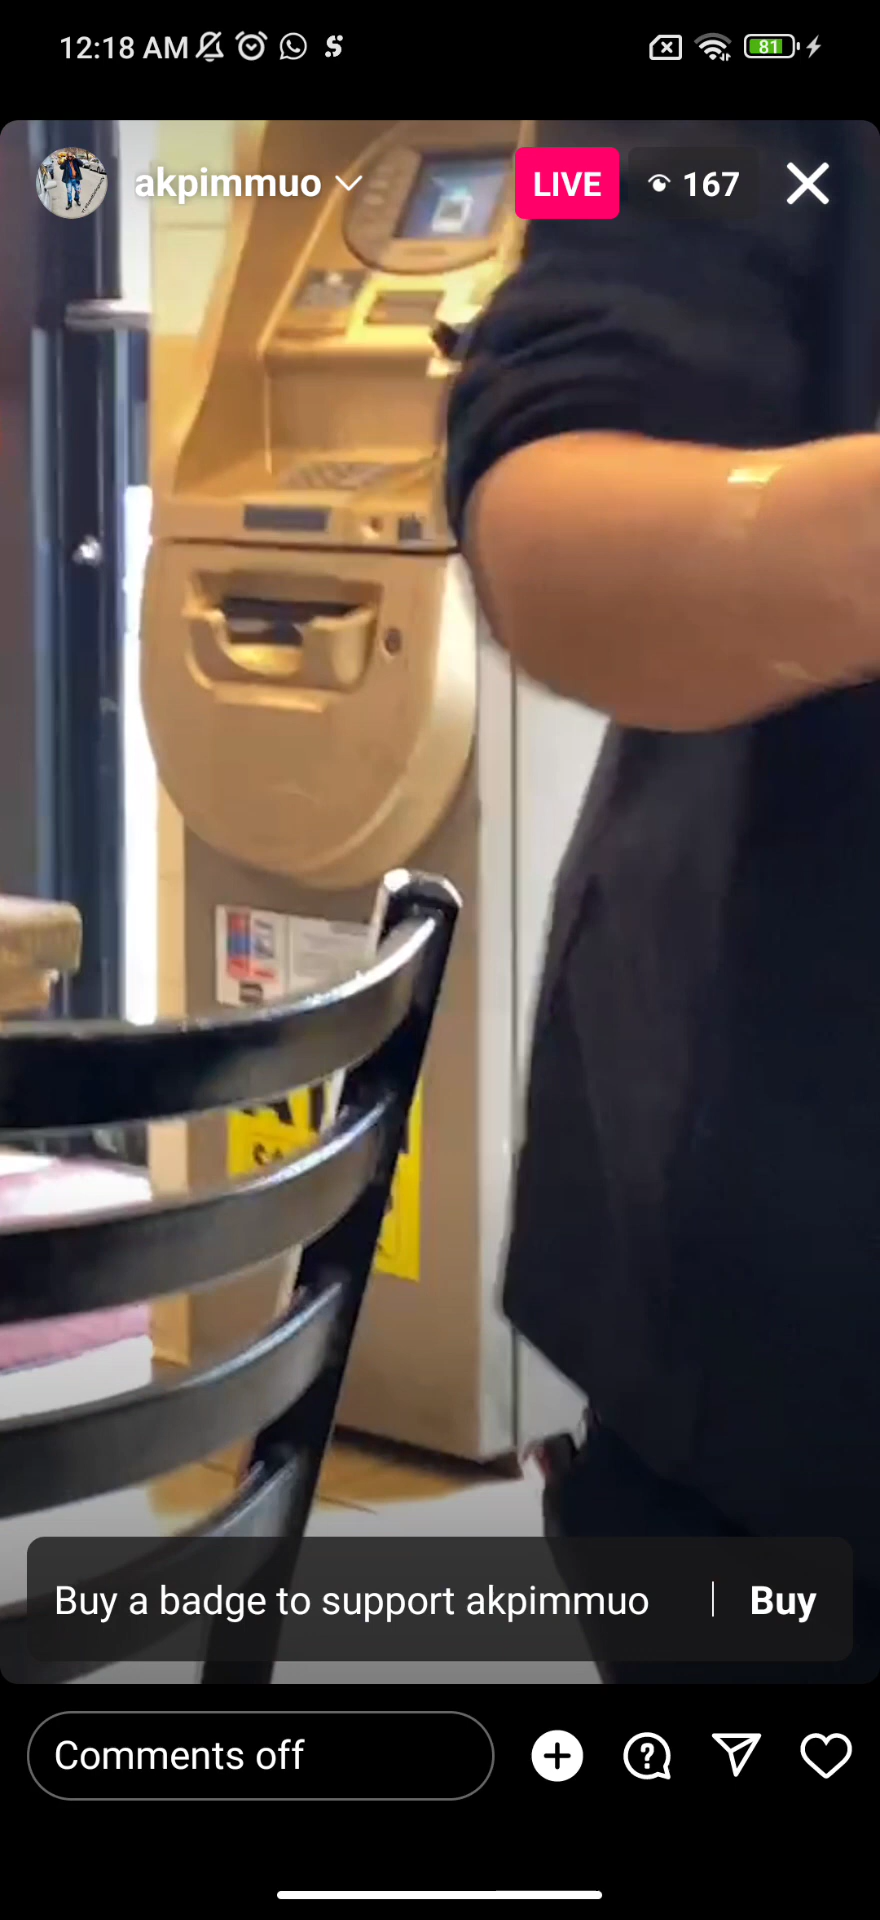 12:18 AM
81
akpimmuo
LIVE
167
Buy a badge to support akpimmuo
Buy
Comments off